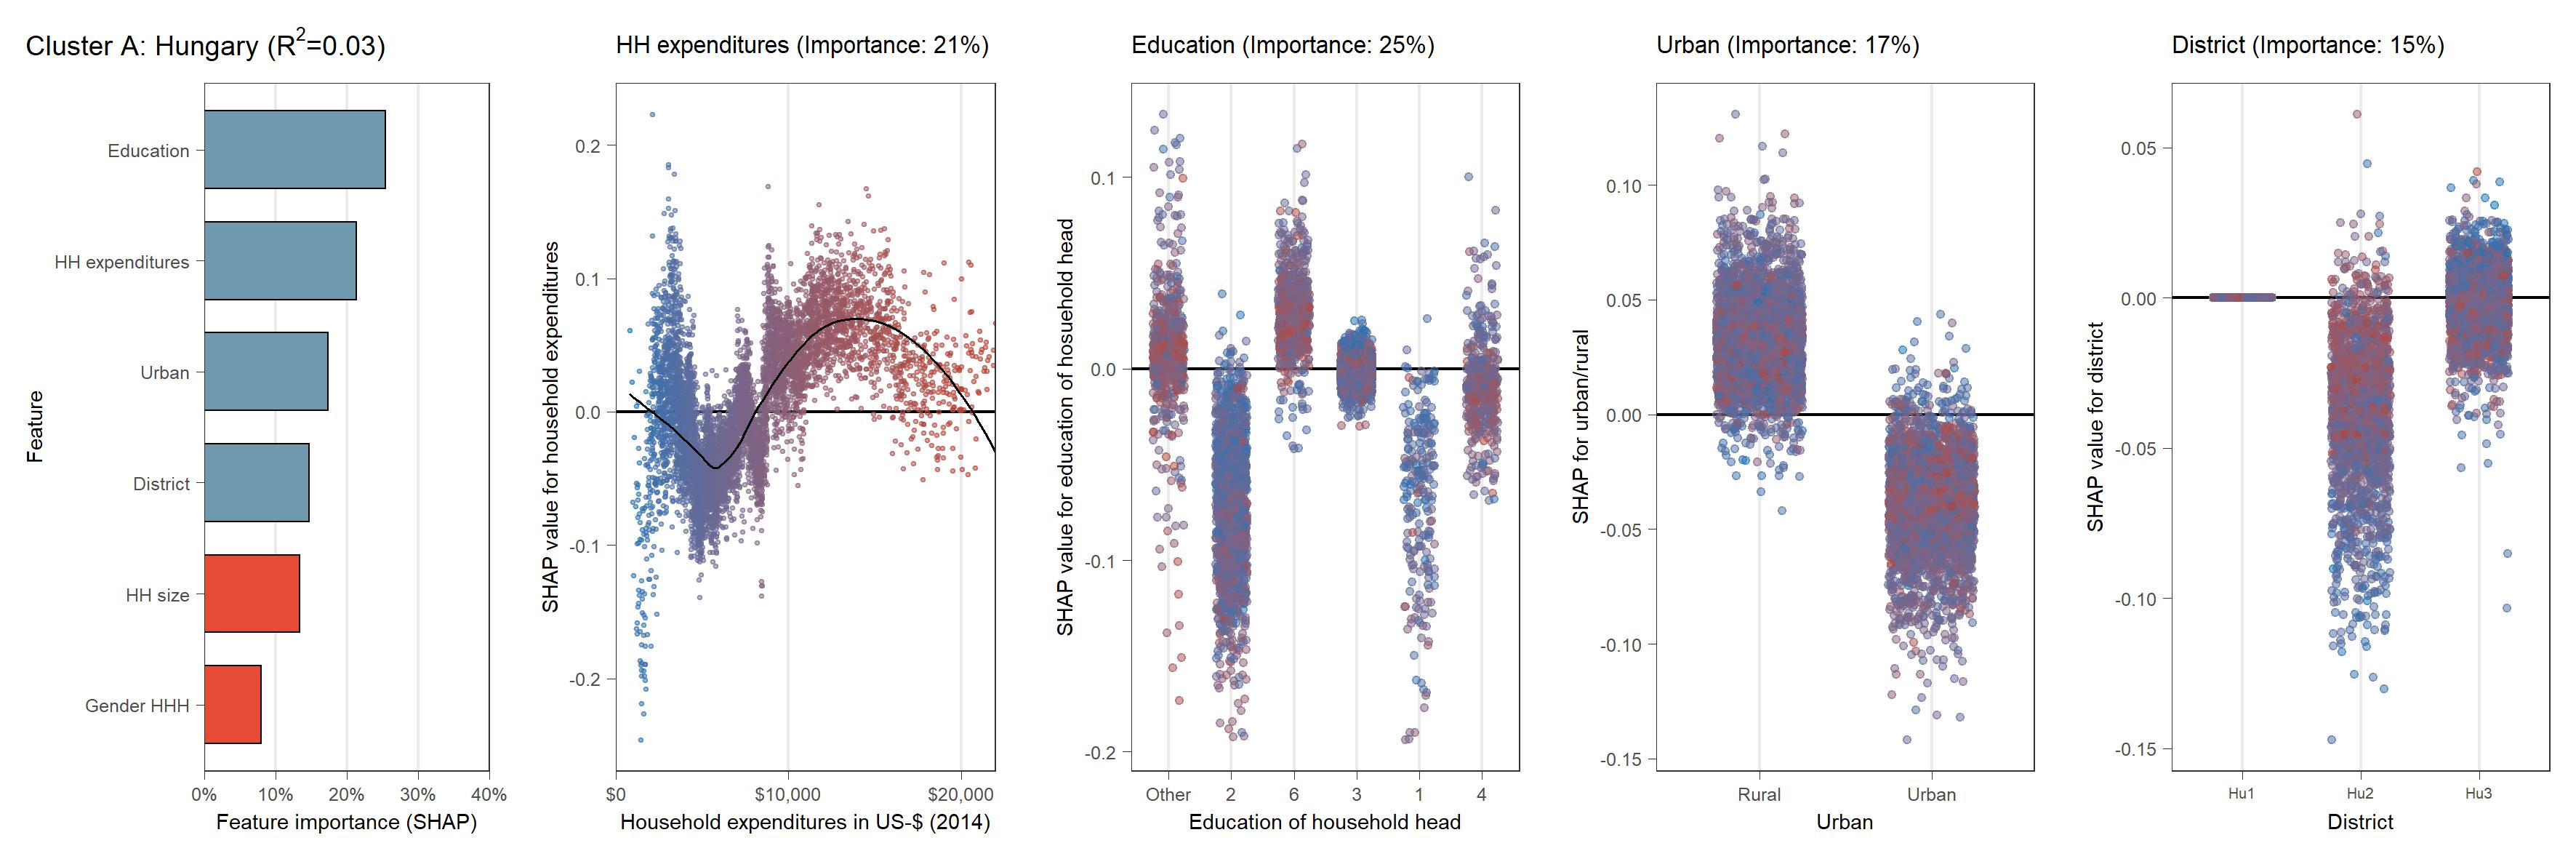 Cluster A: Hungary (R2=0.03)
Feature
Education
HH expenditures
Urban
District
HH size
Gender HHH
0% 10% 20% 30% 40%
Feature importance (SHAP)
HH expenditures (Importance: 21%)
SHAP value for household expenditures
0.2
0.1
0.0
-0.1
-0.2
$0 $10,000 $20,000
Household expenditures in US-$ (2014)
Education (Importance: 25%)
SHAP value for education of hosuehold head
0.1
0.0
-0.1
-0.2
Other 2 6 3 1 4
Education of household head
Urban (Importance: 17%)
SHAP for urban/rural
0.10
0.05
0.00
-0.05
-0.10
-0.15
Rural Urban
Urban
District (Importance: 15%)
SHAP value for district
0.05
0.00
-0.05
-0.10
-0.15
Hu1 Hu2 Hu3
District